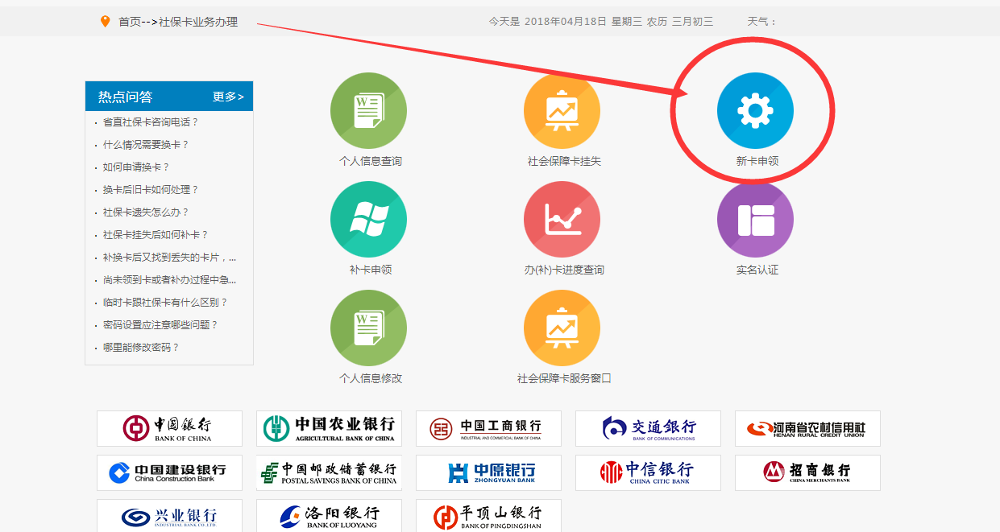 首页-->社保卡业务办理
今天是 2018年04月18日 星期三 农历 三月初三
天气：
热点问答
更多>
· 省直社保卡咨询电话？
· 什么情况需要换卡？
· 如何申请换卡？
· 换卡后旧卡如何处理？
· 社保卡遗失怎么办？
· 社保卡挂失后如何补卡？
· 补换卡后又找到丢失的卡片，...
· 尚未领到卡或者补办过程中急...
· 临时卡跟社保卡有什么区别？
· 密码设置应注意哪些问题？
· 哪里能修改密码？
W
个人信息查询
社会保障卡挂失
新卡申领
补卡申领
办(补)卡进度查询
实名认证
W
个人信息修改
社会保障卡服务窗口
中国银行
BANK OF CHINA
中国农业银行
AGRICULTURAL BANK OF CHINA
中国工商银行
INDUSTRIAL AND COMMERCIAL BANK OF CHINA
交通银行
BANK OF COMMUNICATIONS
河南省农村信用社
HENAN RURAL CREDIT UNION
中国建设银行
China Construction Bank
中国邮政储蓄银行
POSTAL SAVINGS BANK OF CHINA
中原银行
ZHONGYUAN BANK
中信银行
CHINA CITIC BANK
招商银行
CHINA MERCHANTS BANK
兴业银行
INDUSTRIAL BANK CO.,LTD.
洛阳银行
BANK OF LUOYANG
平顶山银行
BANK OF PINGDINGSHAN